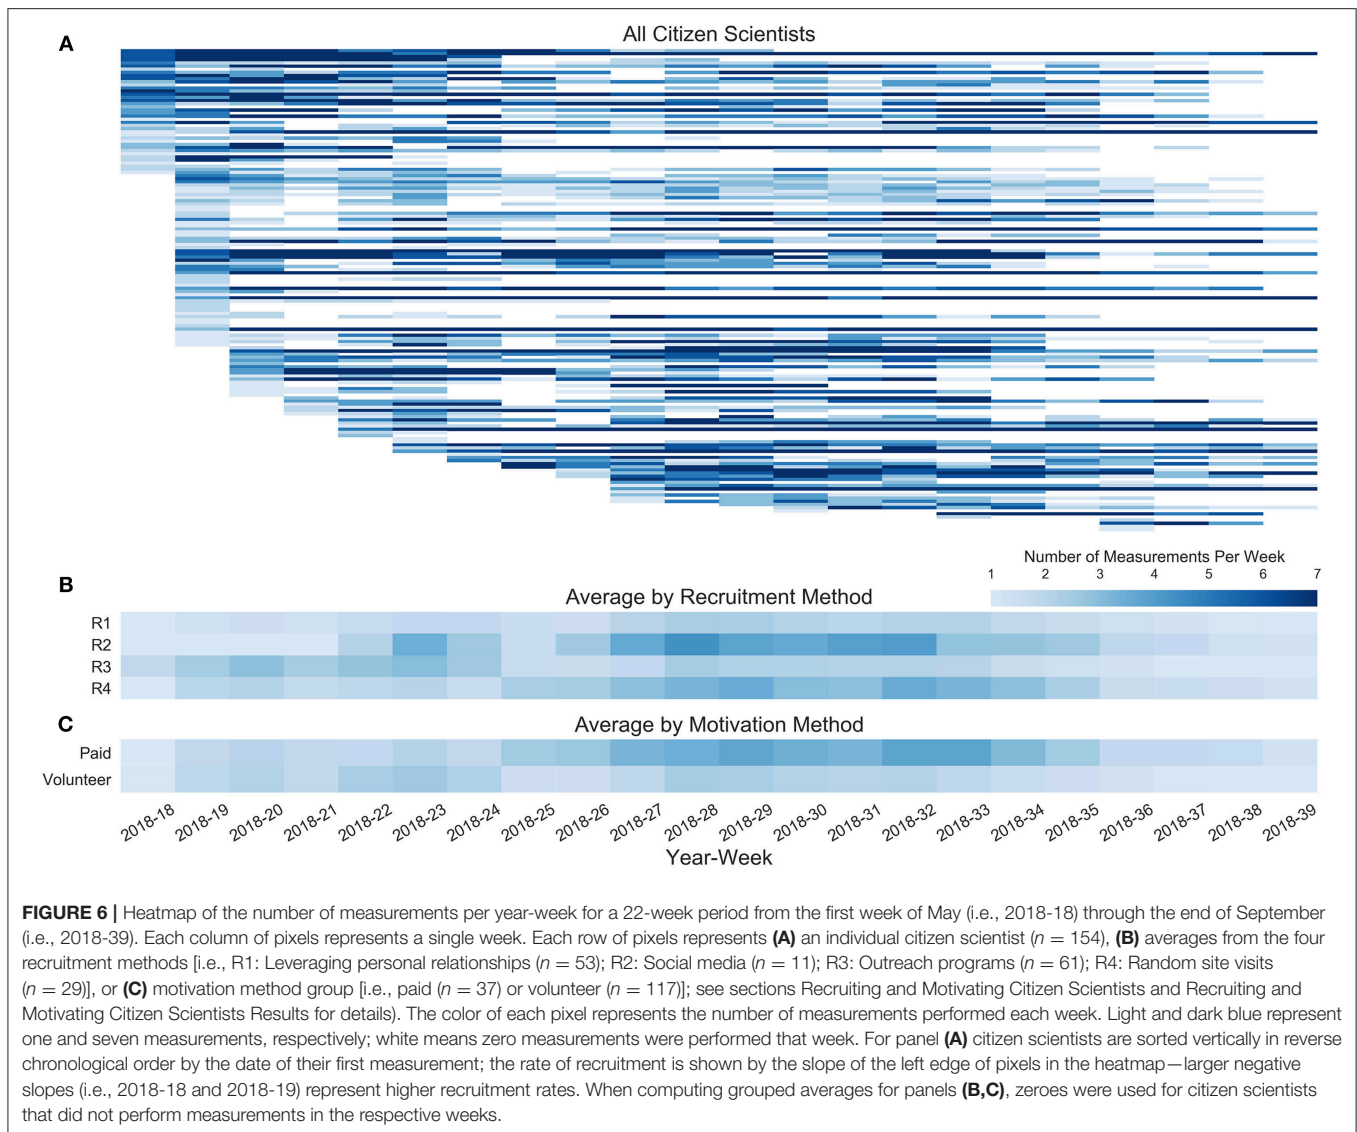 A
All Citizen Scientists
Number of Measurements Per Week
1 2 3 4 5 6 7
B
Average by Recruitment Method
R1
R2
R3
R4
C
Average by Motivation Method
Paid
Volunteer
2018-18 2018-19 2018-20 2018-21 2018-22 2018-23 2018-24 2018-25 2018-26 2018-27 2018-28 2018-29 2018-30 2018-31 2018-32 2018-33 2018-34 2018-35 2018-36 2018-37 2018-38 2018-39
Year-Week
FIGURE 6 | Heatmap of the number of measurements per year-week for a 22-week period from the first week of May (i.e., 2018-18) through the end of September
(i.e., 2018-39). Each column of pixels represents a single week. Each row of pixels represents (A) an individual citizen scientist (n = 154), (B) averages from the four
recruitment methods [i.e., R1: Leveraging personal relationships (n = 53); R2: Social media (n = 11); R3: Outreach programs (n = 61); R4: Random site visits
(n = 29)], or (C) motivation method group [i.e., paid (n = 37) or volunteer (n = 117)]; see sections Recruiting and Motivating Citizen Scientists and Recruiting and
Motivating Citizen Scientists Results for details). The color of each pixel represents the number of measurements performed each week. Light and dark blue represent
one and seven measurements, respectively; white means zero measurements were performed that week. For panel (A) citizen scientists are sorted vertically in reverse
chronological order by the date of their first measurement; the rate of recruitment is shown by the slope of the left edge of pixels in the heatmap—larger negative
slopes (i.e., 2018-18 and 2018-19) represent higher recruitment rates. When computing grouped averages for panels (B,C), zeroes were used for citizen scientists
that did not perform measurements in the respective weeks.